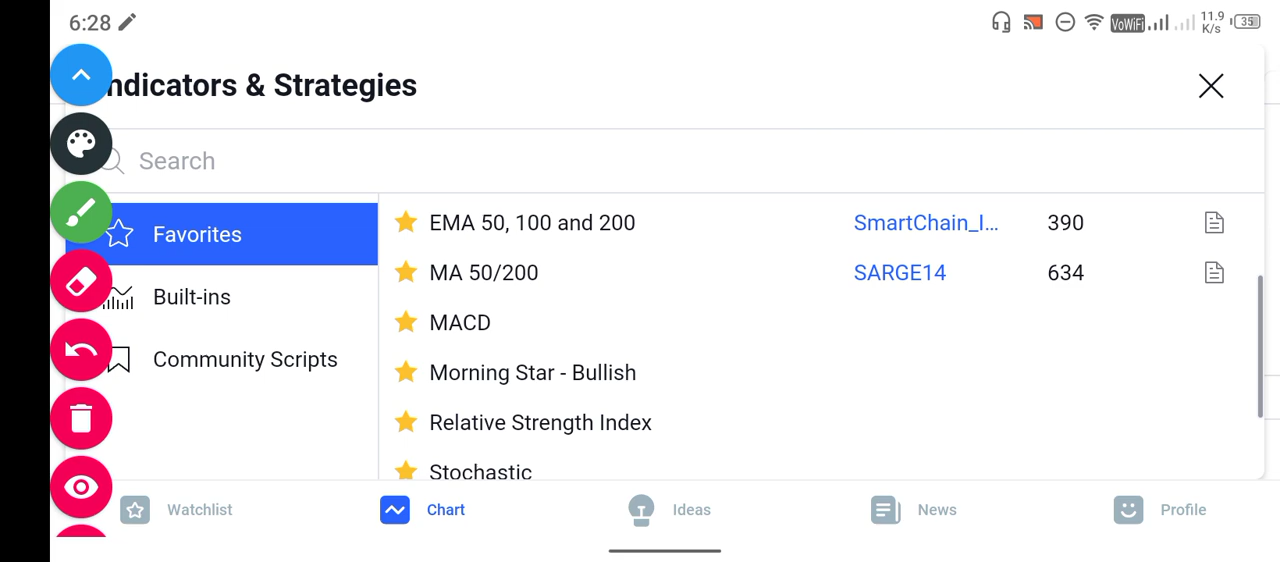 6:28
VoWiFi
11.9
K/s
35
ndicators & Strategies
Search
Favorites
Built-ins
Community Scripts
EMA 50, 100 and 200 SmartChain_I... 390
MA 50/200 SARGE14 634
MACD
Morning Star - Bullish
Relative Strength Index
Stochastic
Watchlist
Chart
Ideas
News
Profile